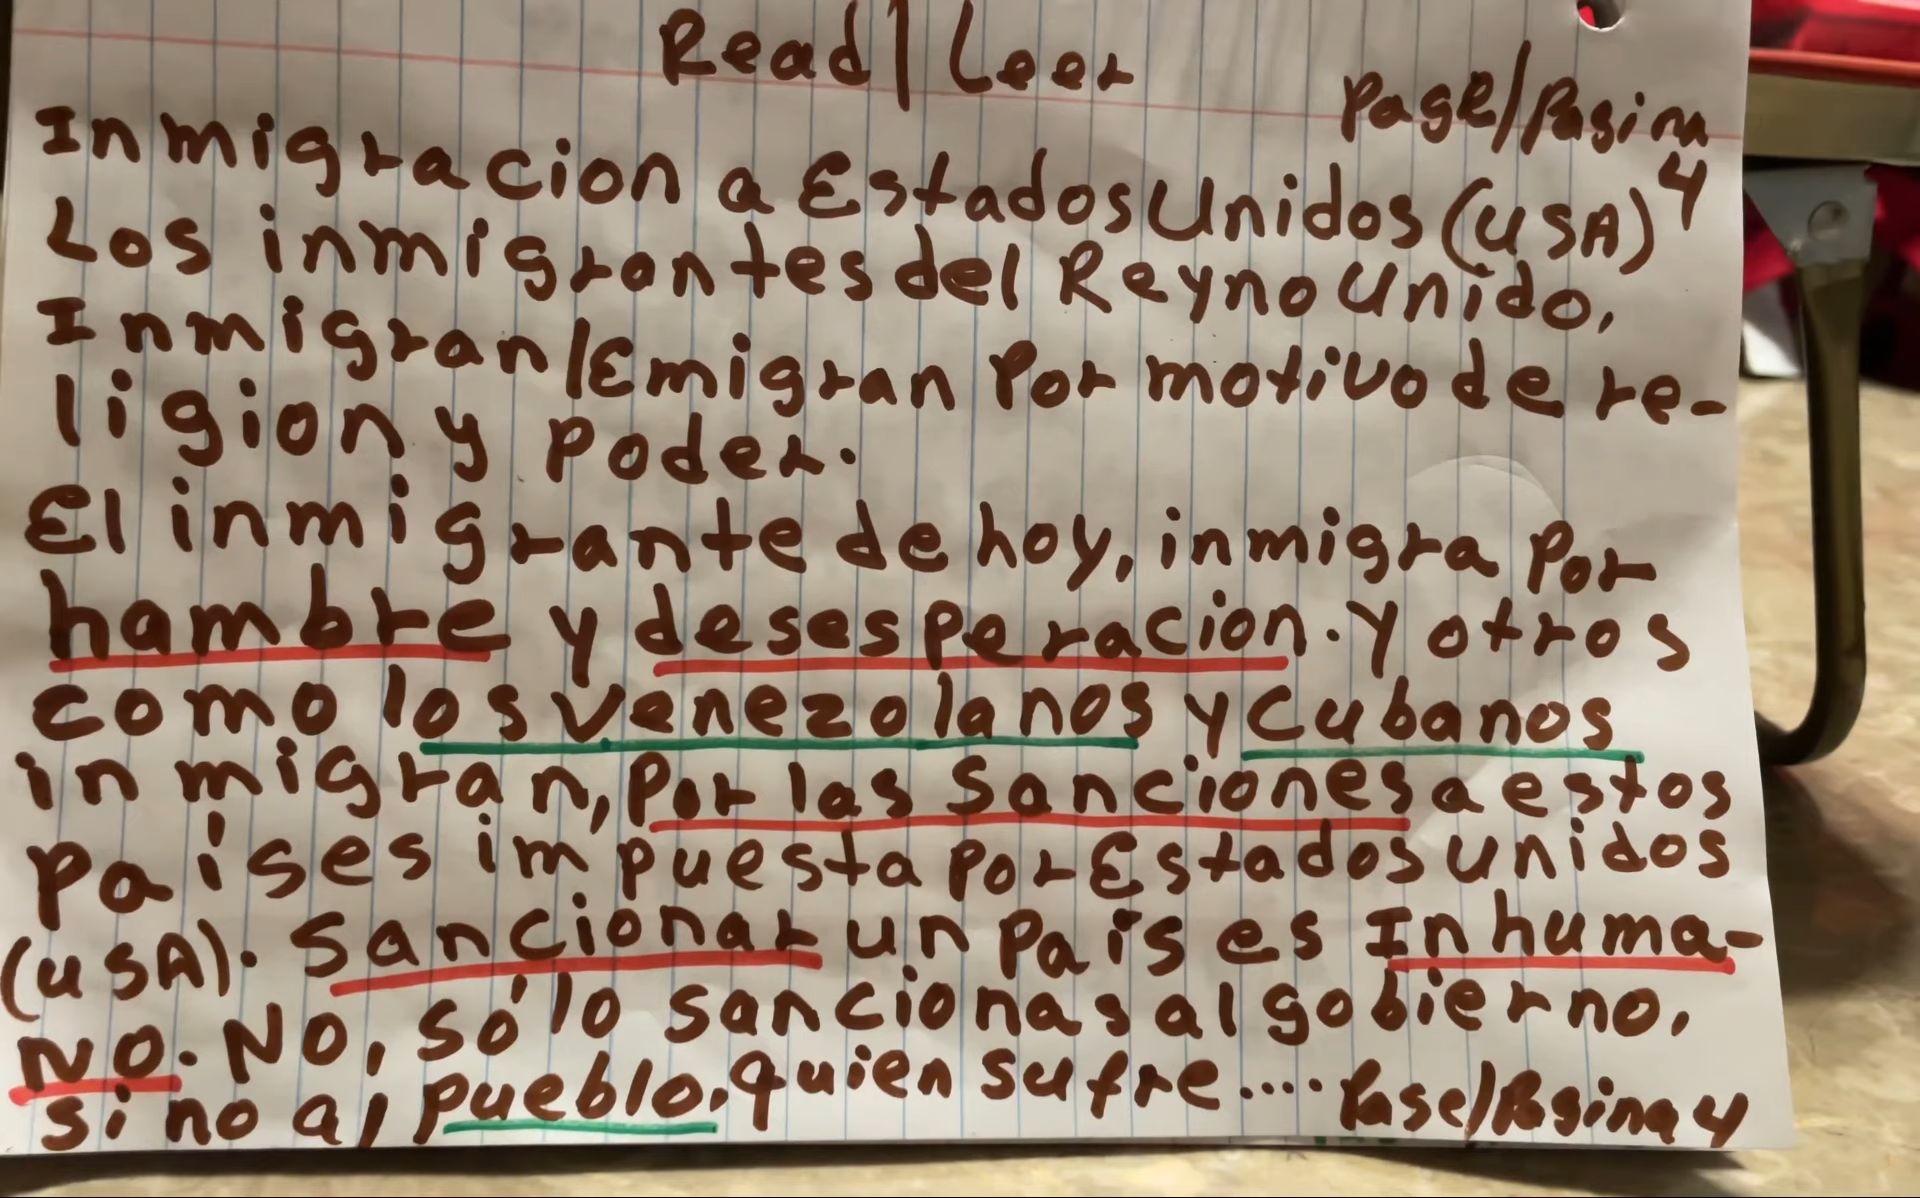 Read | Leer
Page/Pagina
4
Inmigracion a Estados Unidos (USA)
Los inmigrantes del Reyno Unido,
Inmigran/Emigran Por motivo de re-
ligion y Poder.
El inmigrante de hoy, inmigra Por
hambre y desesperacion. Y otros
como los venezolanos y Cubanos
inmigran, Por las Sanciones a estos
países impuesta por Estados Unidos
(USA). Sancionar un País es Inhuma-
NO. NO, sólo sancionas al gobierno,
si no al pueblo. quien sufre.... Page/Pagina 4